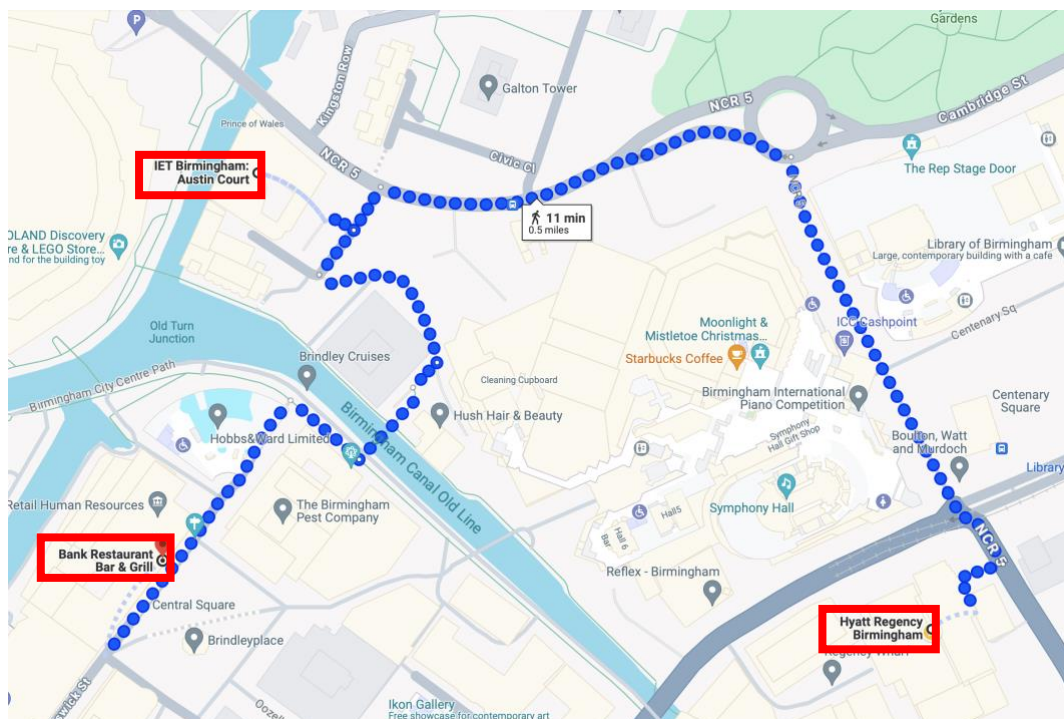 Gardens
P
NCR 5
Cambridge St
Kingston Row
Galton Tower
Prince of Wales
Civic Cl
NCR 5
The Rep Stage Door
IET Birmingham:
Austin Court
11 min
0.5 miles
OLAND Discovery
re & LEGO Store...
nd for the building toy
Library of Birmingham
Large, contemporary building with a cafe
Old Turn
Junction
Moonlight &
Mistletoe Christmas...
ICC Cashpoint
Centenary Sq
Brindley Cruises
Starbucks Coffee
Birmingham City Centre Path
Cleaning Cupboard
Birmingham International
Piano Competition
Centenary
Square
Hush Hair & Beauty
Birmingham Canal Old Line
Symphony
Hall Gift Shop
Hobbs&Ward Limited
Boulton, Watt
and Murdoch
Library
Retail Human Resources
The Birmingham
Pest Company
Symphony Hall
Hall5
Hall 6
Bar
NCR 5
Bank Restaurant
Bar & Grill
Reflex - Birmingham
Central Square
Hyatt Regency
Birmingham
Brindleyplace
Regency Wharf
swick St
Ikon Gallery
Free showcase for contemporary art